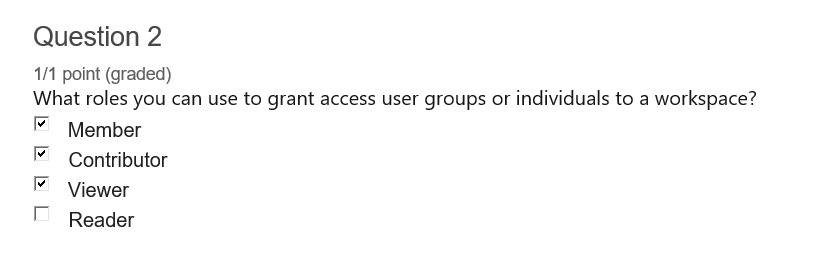 Question 2
1/1 point (graded)
What roles you can use to grant access user groups or individuals to a workspace?
Member
Contributor
Viewer
Reader